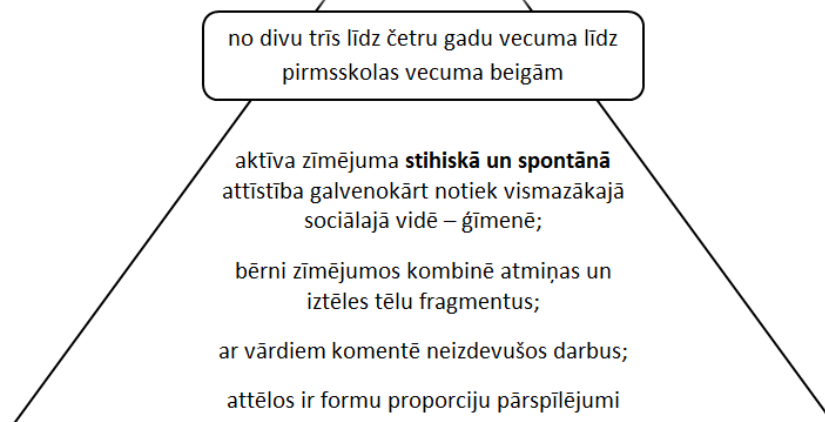 no divu trīs līdz četru gadu vecuma līdz
pirmsskolas vecuma beigām
aktīva zīmējuma stihiskā un spontānā
attīstība galvenokārt notiek vismazākajā
sociālajā vidē – ģīmenē;
bērni zīmējumos kombinē atmiņas un
iztēles tēlu fragmentus;
ar vārdiem komentē neizdevušos darbus;
attēlos ir formu proporciju pārspīlējumi